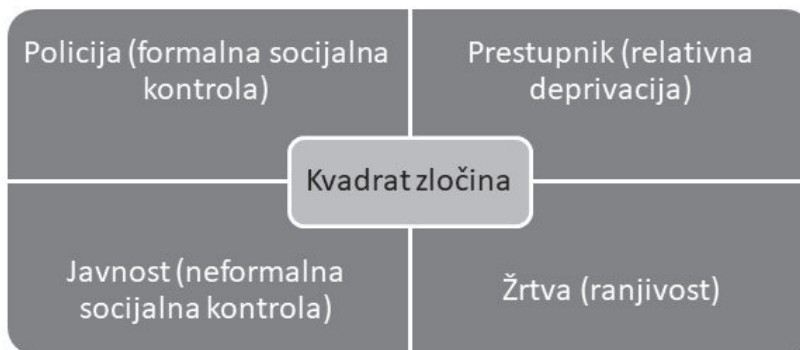 Policija (formalna socijalna
kontrola)
Prestupnik (relativna
deprivacija)
Kvadrat zločina
Javnost (neformalna
socijalna kontrola)
Žrtva (ranjivost)